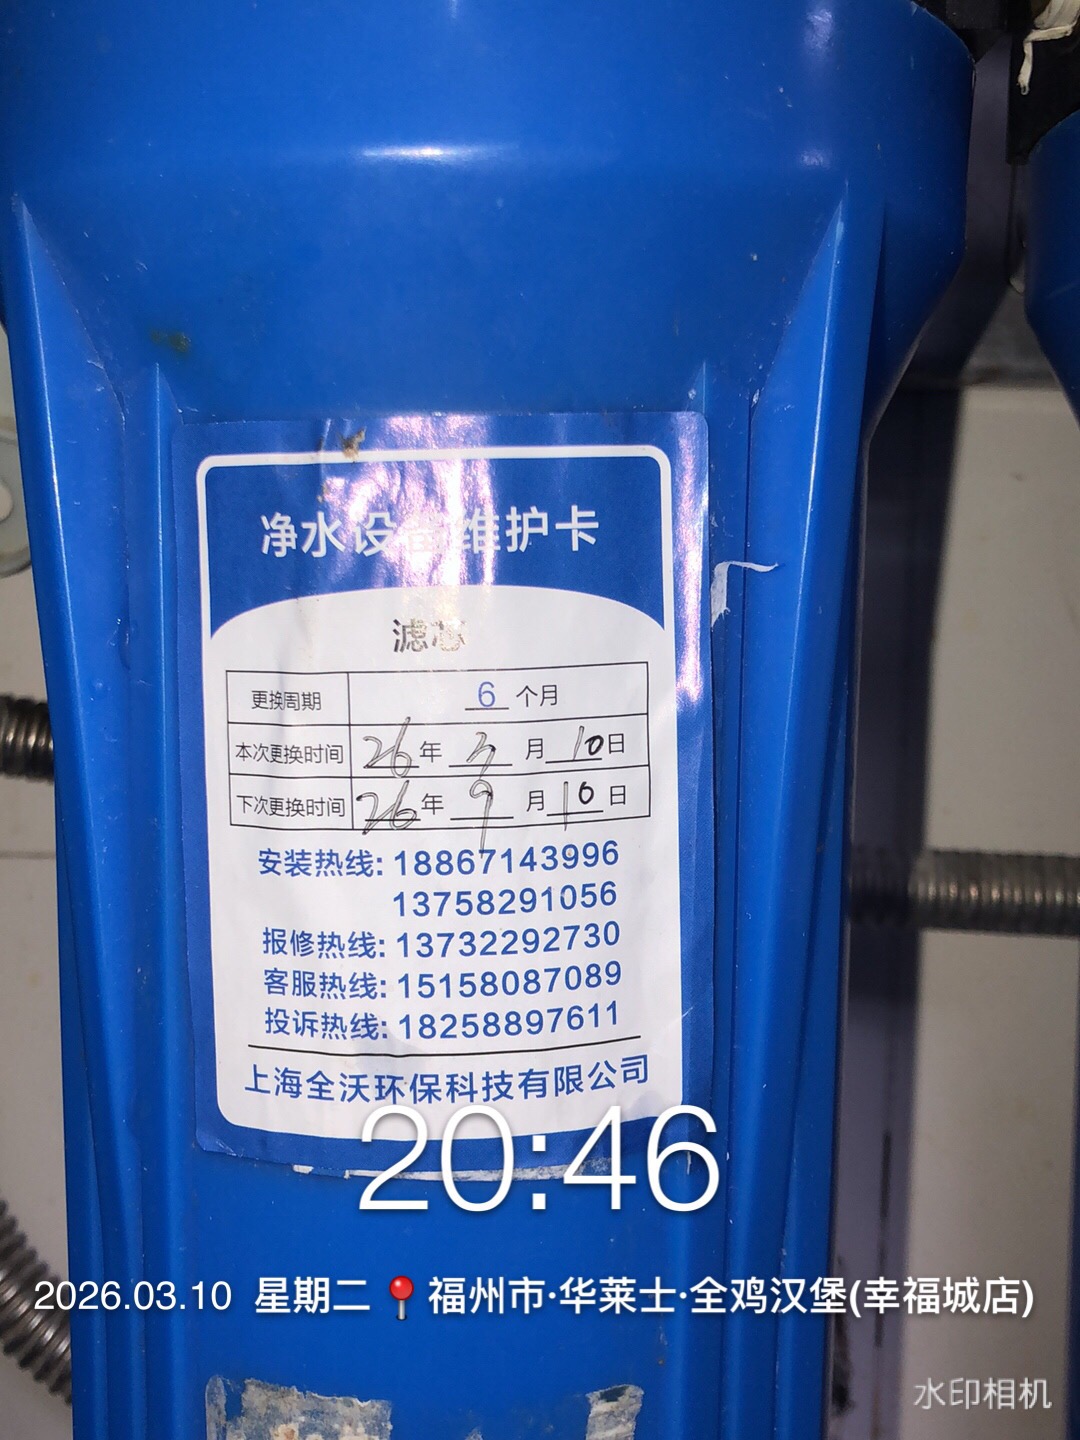 净水设备维护卡
滤芯
更换周期 6 个月
本次更换时间 26 年 3 月 10 日
下次更换时间 26 年 9 月 10 日
安装热线: 18867143996
13758291056
报修热线: 13732292730
客服热线: 15158087089
投诉热线: 18258897611
上海全沃环保科技有限公司
20:46
2026.03.10 星期二 📍福州市·华莱士·全鸡汉堡(幸福城店)
水印相机